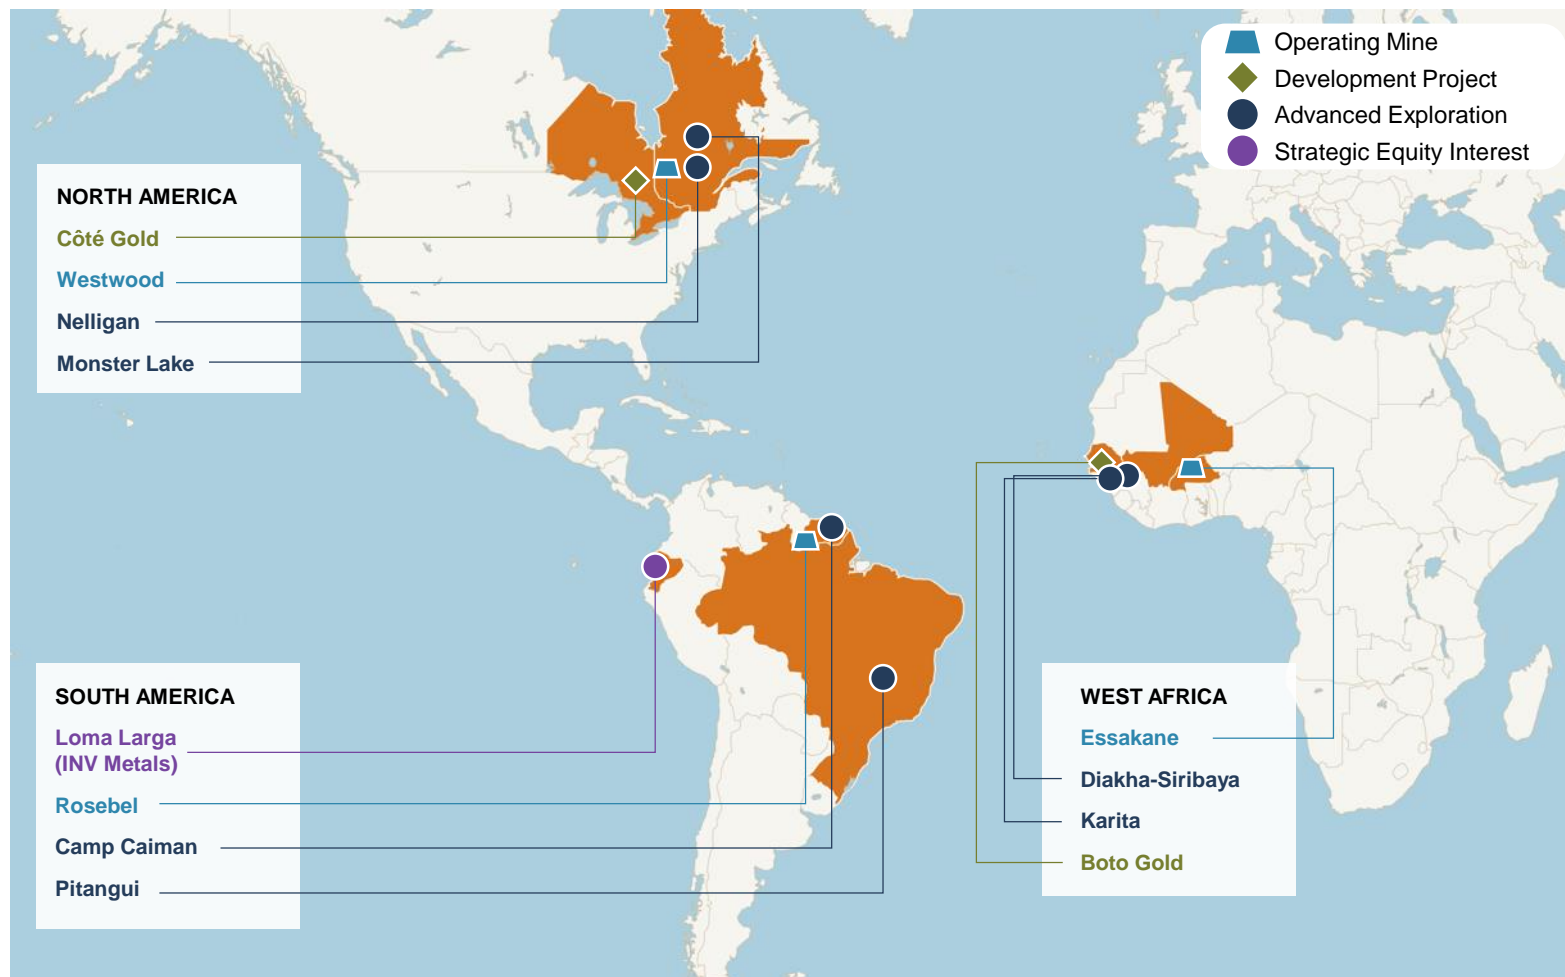 Operating Mine
Development Project
Advanced Exploration
Strategic Equity Interest
NORTH AMERICA
Côté Gold
Westwood
Nelligan
Monster Lake
SOUTH AMERICA
Loma Larga
(INV Metals)
Rosebel
Camp Caiman
Pitangui
WEST AFRICA
Essakane
Diakha-Siribaya
Karita
Boto Gold